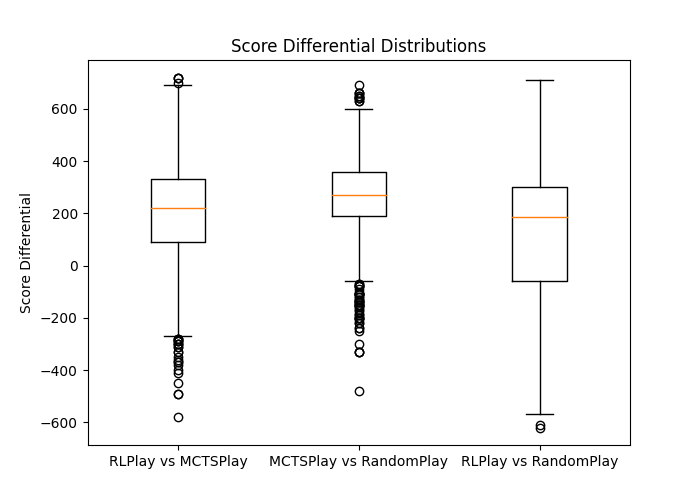 Score Differential Distributions
Score Differential
600
400
200
0
−200
−400
−600
RLPlay vs MCTSPlay
MCTSPlay vs RandomPlay
RLPlay vs RandomPlay